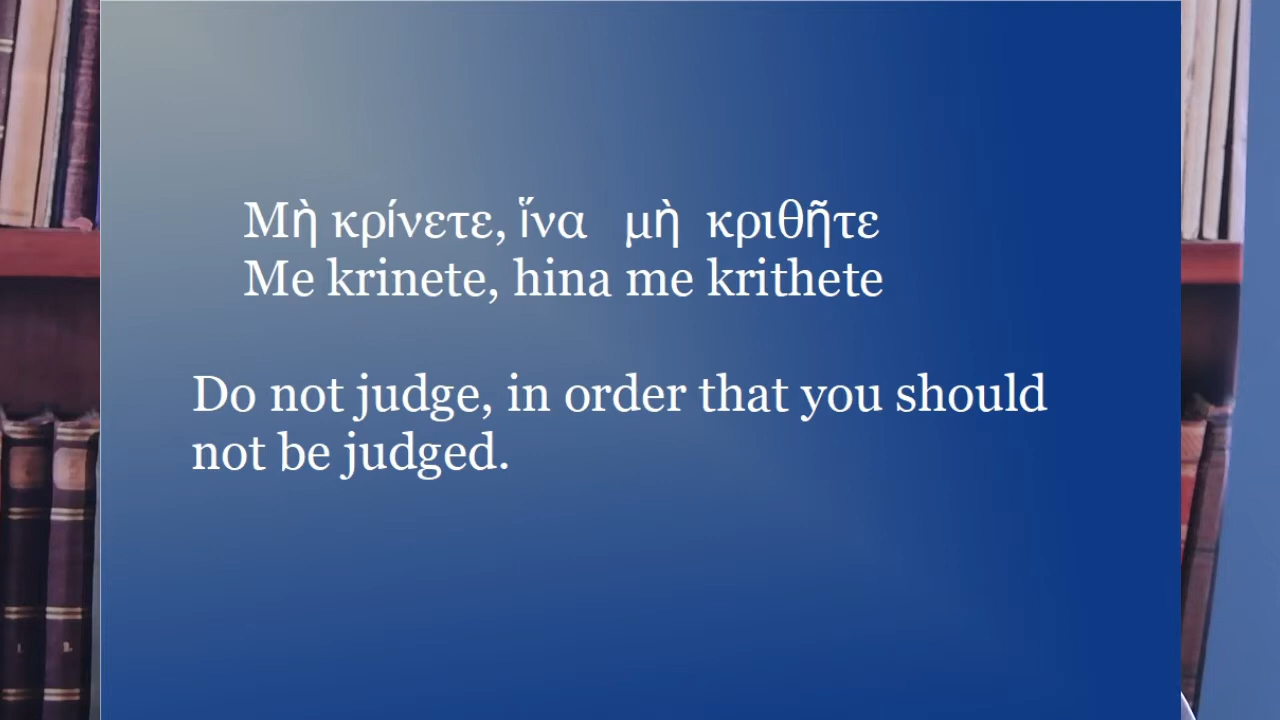 Μὴ κρίνετε, ἵνα μὴ κριθῆτε
Me krinete, hina me krithete
Do not judge, in order that you should
not be judged.